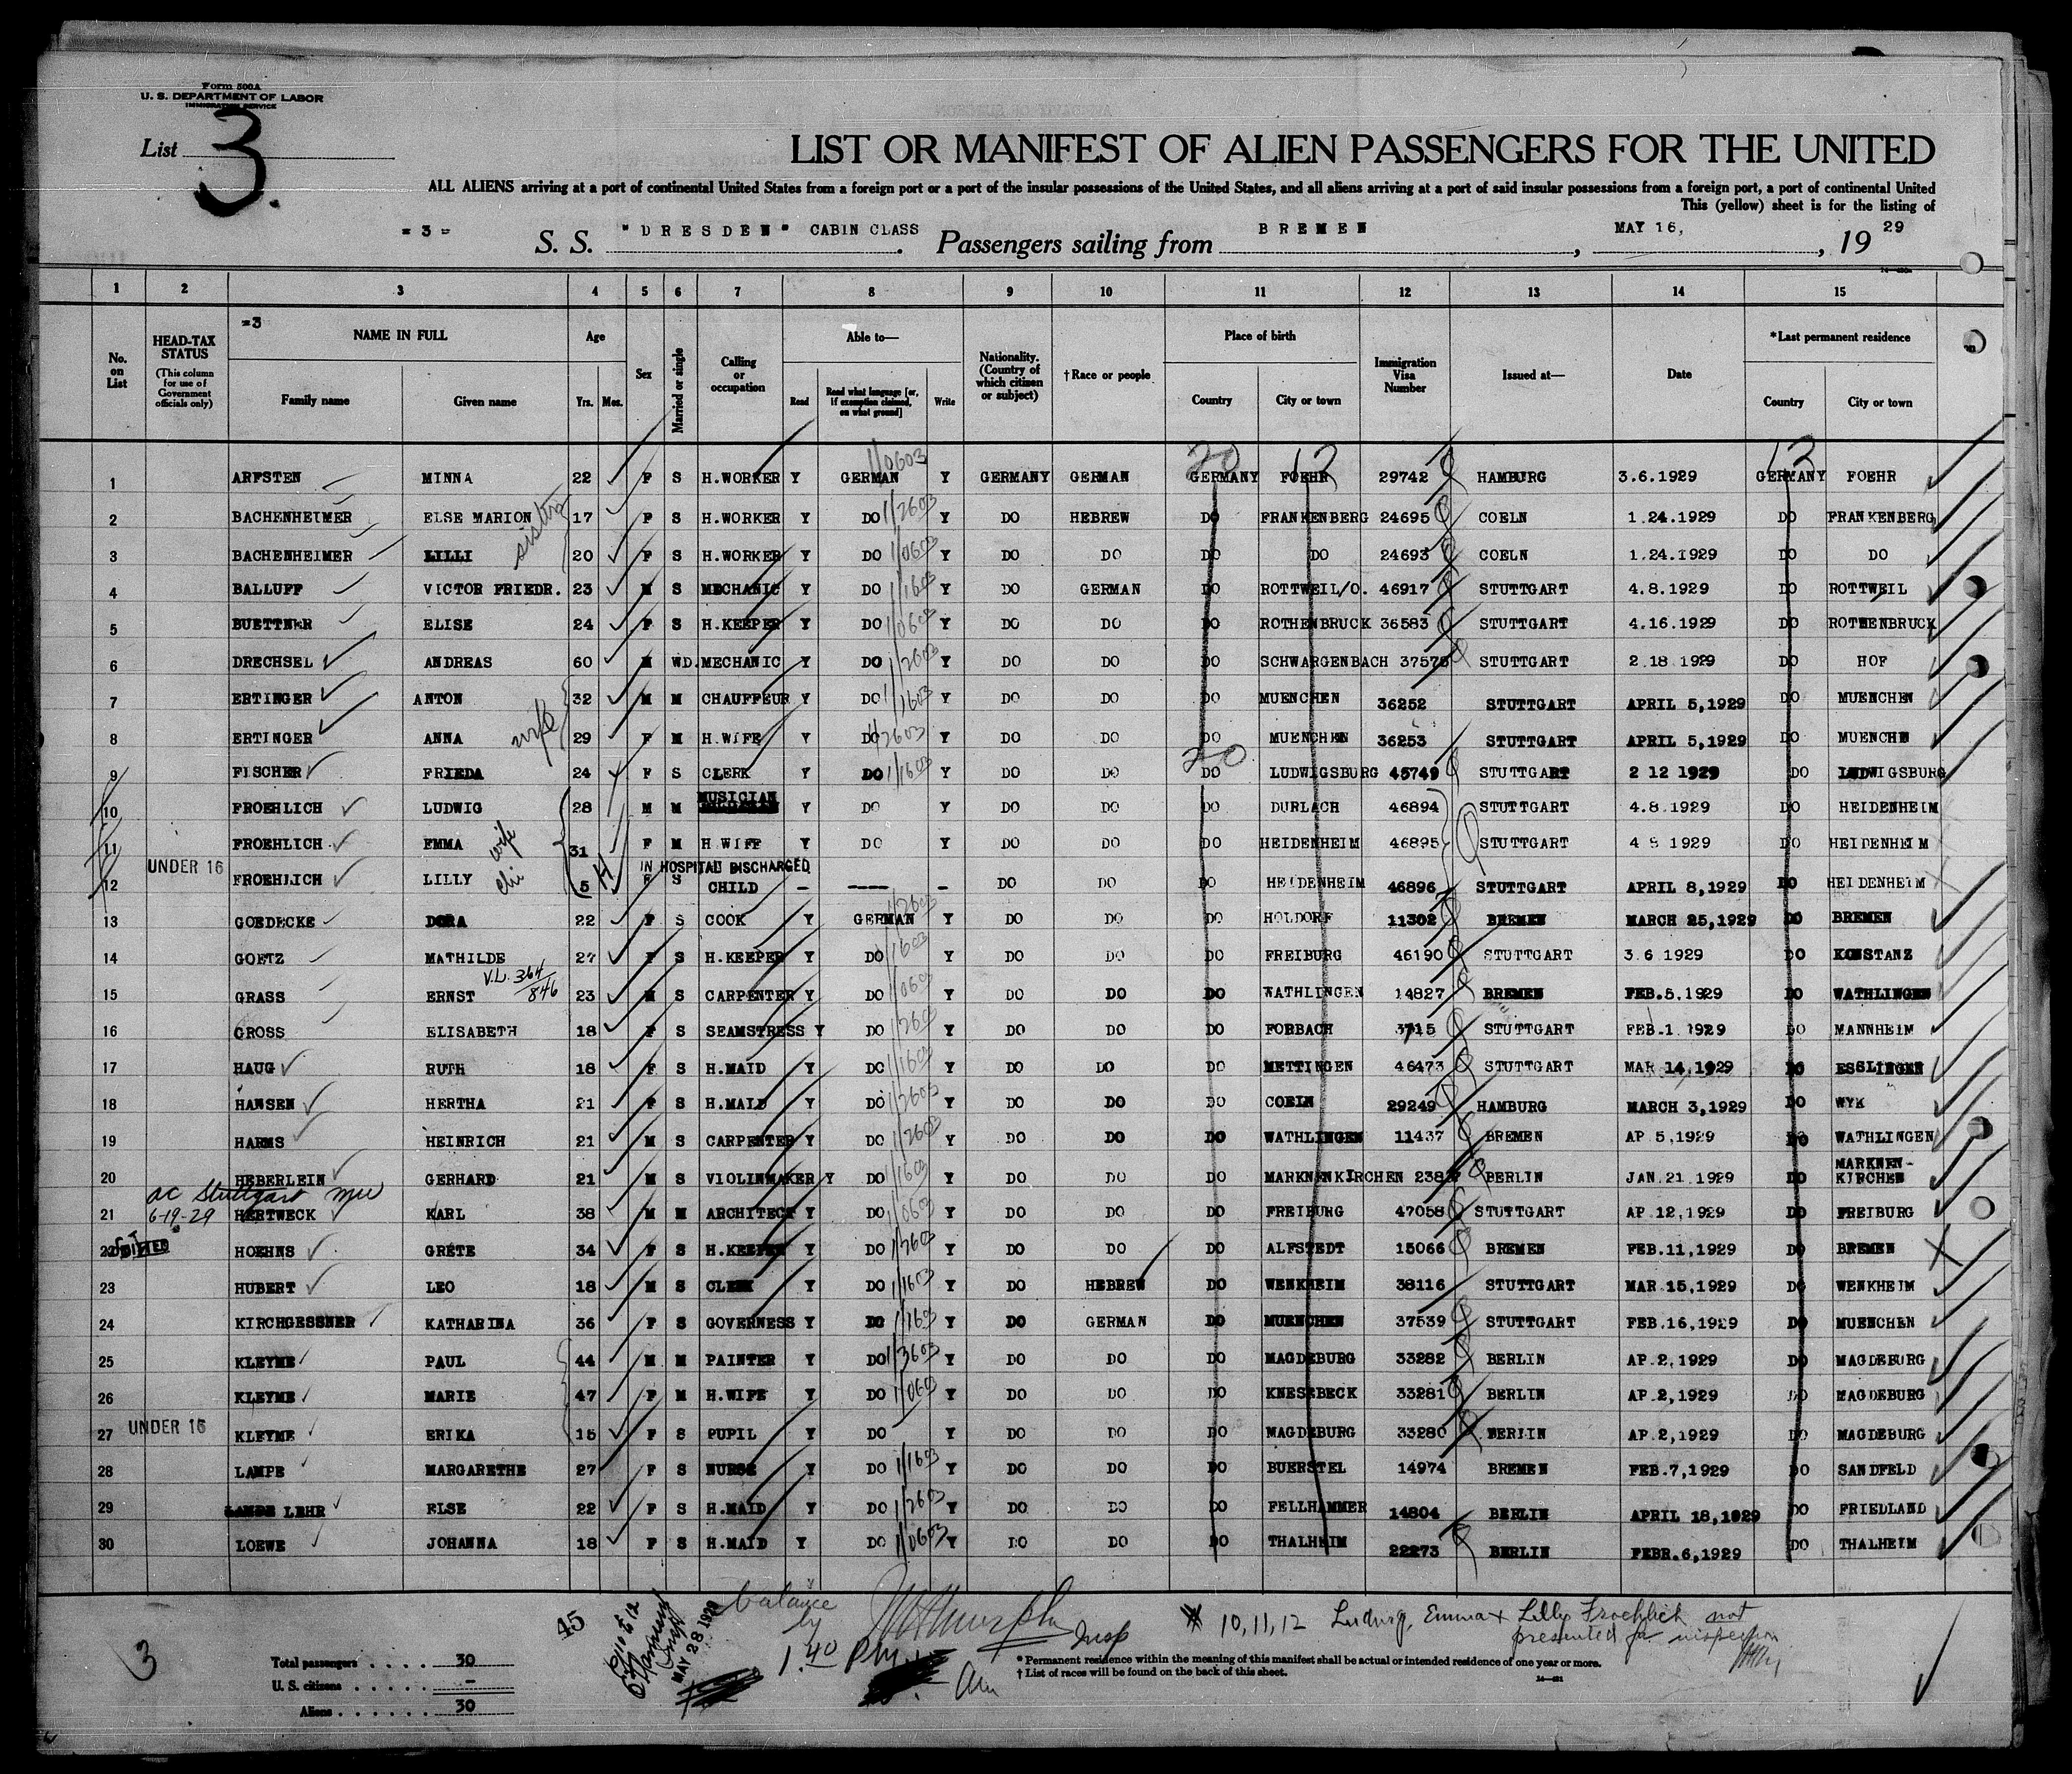 Form 500A
U. S. DEPARTMENT OF LABOR
IMMIGRATION SERVICE
List 3.
LIST OR MANIFEST OF ALIEN PASSENGERS FOR THE UNITED
ALL ALIENS arriving at a port of continental United States from a foreign port or a port of the insular possessions of the United States, and all aliens arriving at a port of said insular possessions from a foreign port, a port of continental United
This (yellow) sheet is for the listing of
= 3 = S. S. "DRESDEN" CABIN CLASS. Passengers sailing from BREMEN, MAY 16, , 1929
1 2 3 4 5 6 7 8 9 10 11 12 13 14 15
No. on List
HEAD-TAX STATUS (This column for use of Government officials only)
=3 NAME IN FULL
Family name Given name
Age Yrs. Mos.
Sex
Married or single
Calling or occupation
Able to— Read Read what language [or, if exemption claimed, on what ground] Write
Nationality. (Country of which citizen or subject)
† Race or people
Place of birth Country City or town
Immigration Visa Number
Issued at—
Date
*Last permanent residence Country City or town
20 12 12
1 ARFSTEN MINNA 22 F S H.WORKER Y GERMAN Y GERMANY GERMAN GERMANY FOEHR 29742 HAMBURG 3.6.1929 GERMANY FOEHR
2 BACHENHEIMER ELSE MARION 17 F S H.WORKER Y DO Y DO HEBREW DO FRANKENBERG 24695 COELN 1.24.1929 DO FRANKENBERG
3 BACHENHEIMER LILLI sisters 20 F S H.WORKER Y DO Y DO DO DO DO 24693 COELN 1.24.1929 DO DO
4 BALLUFF VICTOR FRIEDR. 23 M S MECHANIC Y DO Y DO GERMAN DO ROTTWEIL/O. 46917 STUTTGART 4.8.1929 DO ROTTWEIL
5 BUETTNER ELISE 24 F S H.KEEPER Y DO Y DO DO DO ROTHENBRUCK 36583 STUTTGART 4.16.1929 DO ROTHENBRUCK
6 DRECHSEL ANDREAS 60 M WD. MECHANIC Y DO Y DO DO DO SCHWARGENBACH 37575 STUTTGART 2 18 1929 DO HOF
7 ERTINGER ANTON 32 M M CHAUFFEUR Y DO Y DO DO DO MUENCHEN 36252 STUTTGART APRIL 5,1929 DO MUENCHEN
8 ERTINGER ANNA wife 29 F M H.WIFE Y DO Y DO DO DO MUENCHEN 36253 STUTTGART APRIL 5,1929 DO MUENCHEN
20
9 FISCHER FRIEDA 24 F S CLERK Y DO Y DO DO DO LUDWIGSBURG 45749 STUTTGART 2 12 1929 DO LUDWIGSBURG
10 FROEHLICH LUDWIG 28 M M MUSICIAN Y DO Y DO DO DO DURLACH 46894 STUTTGART 4.8.1929 DO HEIDENHEIM
11 FROEHLICH EMMA wife 31 F M H.WIFE Y DO Y DO DO DO HEIDENHEIM 46895 STUTTGART 4 8 1929 DO HEIDENHEIM
UNDER 16 IN HOSPITAL DISCHARGED
12 FROEHLICH LILLY chi 5 F S CHILD — —— — DO DO DO HEIDENHEIM 46896 STUTTGART APRIL 8,1929 DO HEIDENHEIM
13 GOEDECKE DORA 22 F S COOK Y GERMAN Y DO DO DO HOLDORF 11302 BREMEN MARCH 25,1929 DO BREMEN
14 GOETZ MATHILDE 27 F S H.KEEPER Y DO Y DO DO DO FREIBURG 46190 STUTTGART 3.6 1929 DO KONSTANZ
V.L. 364/846
15 GRASS ERNST 23 M S CARPENTER Y DO Y DO DO DO WATHLINGEN 14827 BREMEN FEB.5,1929 DO WATHLINGEN
16 GROSS ELISABETH 18 F S SEAMSTRESS Y DO Y DO DO DO FORBACH 3715 STUTTGART FEB.1 1929 DO MANNHEIM
17 HAUG RUTH 18 F S H.MAID Y DO Y DO DO DO METTINGEN 46473 STUTTGART MAR 14,1929 DO ESSLINGEN
18 HANSEN HERTHA 21 F S H.MAID Y DO Y DO DO DO COELN 29249 HAMBURG MARCH 3,1929 DO WYK
19 HARMS HEINRICH 21 M S CARPENTER Y DO Y DO DO DO WATHLINGEN 11437 BREMEN AP 5,1929 DO WATHLINGEN
20 HEBERLEIN GERHARD 21 M S VIOLINMAKER Y DO Y DO DO DO MARKNENKIRCHEN 238 BERLIN JAN.21 1929 DO MARKNEN-KIRCHEN
ac Stuttgart
6-19-29
21 HERTWECK KARL 38 M M ARCHITECT Y DO Y DO DO DO FREIBURG 47058 STUTTGART AP 12,1929 DO FREIBURG
22 HOEHNS GRETE 34 F S H.KEEPER Y DO Y DO DO DO ALFSTEDT 15066 BREMEN FEB.11,1929 DO BREMEN
23 HUBERT LEO 18 M S CLERK Y DO Y DO HEBREW DO WENKHEIM 38116 STUTTGART MAR.15,1929 DO WENKHEIM
24 KIRCHGESSNER KATHARINA 36 F S GOVERNESS Y DO Y DO GERMAN DO MUENCHEN 37539 STUTTGART FEB.16,1929 DO MUENCHEN
25 KLEYME PAUL 44 M M PAINTER Y DO Y DO DO DO MAGDEBURG 33282 BERLIN AP.2,1929 DO MAGDEBURG
26 KLEYME MARIE 47 F M H.WIFE Y DO Y DO DO DO KNESEBECK 33281 BERLIN AP.2,1929 DO MAGDEBURG
UNDER 16
27 KLEYME ERIKA 15 F S PUPIL Y DO Y DO DO DO MAGDEBURG 33280 BERLIN AP.2,1929 DO MAGDEBURG
28 LAMPE MARGARETHE 27 F S NURSE Y DO Y DO DO DO BUERSTEL 14974 BREMEN FEB.7,1929 DO SANDFELD
29 LEHR ELSE 22 F S H.MAID Y DO Y DO DO DO FELLHAMMER 14804 BERLIN APRIL 18,1929 DO FRIEDLAND
30 LOEWE JOHANNA 18 F S H.MAID Y DO Y DO DO DO THALHEIM 22273 BERLIN FEBR.6,1929 DO THALHEIM
45
MAY 28 1929
balance by
Insp
10, 11, 12 Ludwig, Emma + Lilly Froehlich not
presented for inspection
3
Total passengers . . . . 30
U. S. citizens . . . . . –
Aliens . . . . . . 30
* Permanent residence within the meaning of this manifest shall be actual or intended residence of one year or more.
† List of races will be found on the back of this sheet.